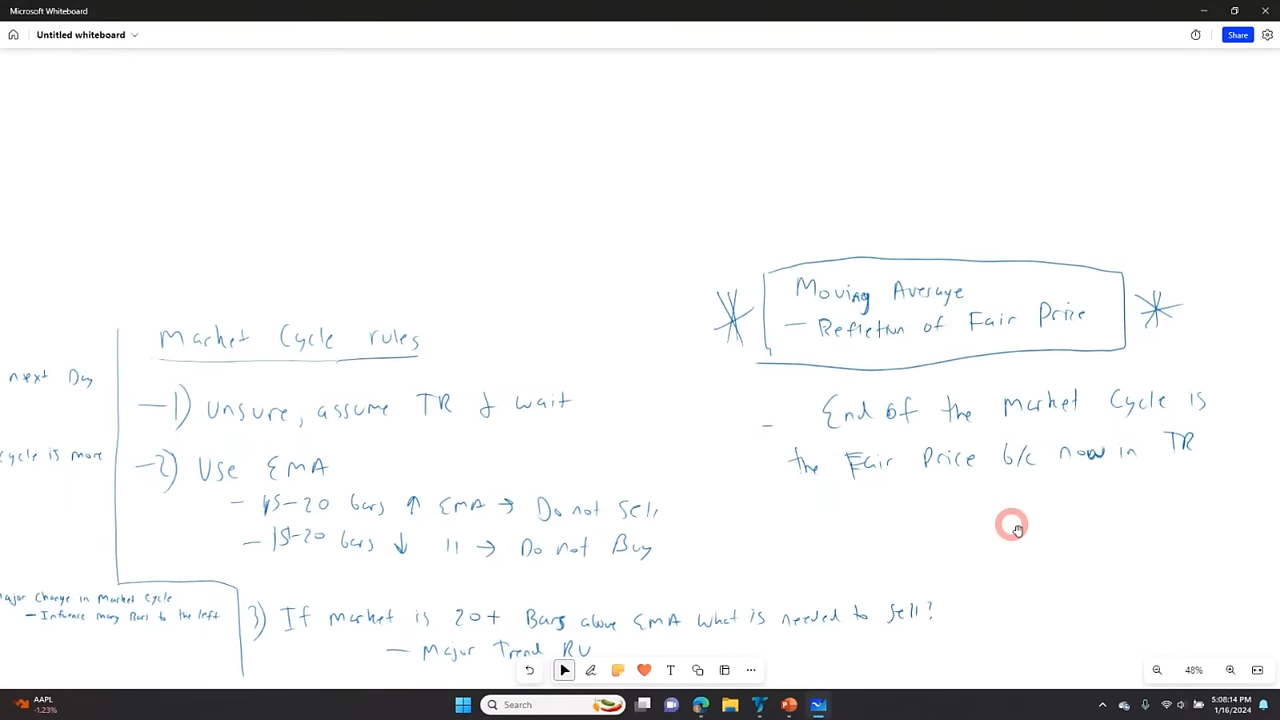 Microsoft Whiteboard
Untitled whiteboard
Share
Moving Average
- Refletion of Fair Price
Market Cycle rules
next Day
- 1) Unsure, assume TR & wait
- End of the Market Cycle is
the Fair Price b/c now in TR
cycle is more
- 2) Use EMA
- 15-20 bars ↑ EMA → Do not Sell
- 15-20 bars ↓ 11 → Do not Buy
Major Change in Market Cycle
- Influence many Bars to the left
3) If market is 20+ Bars above EMA what is needed to sell?
- Major Trend RV
48%
AAPL
-1.23%
Search
5:08:14 PM
1/16/2024